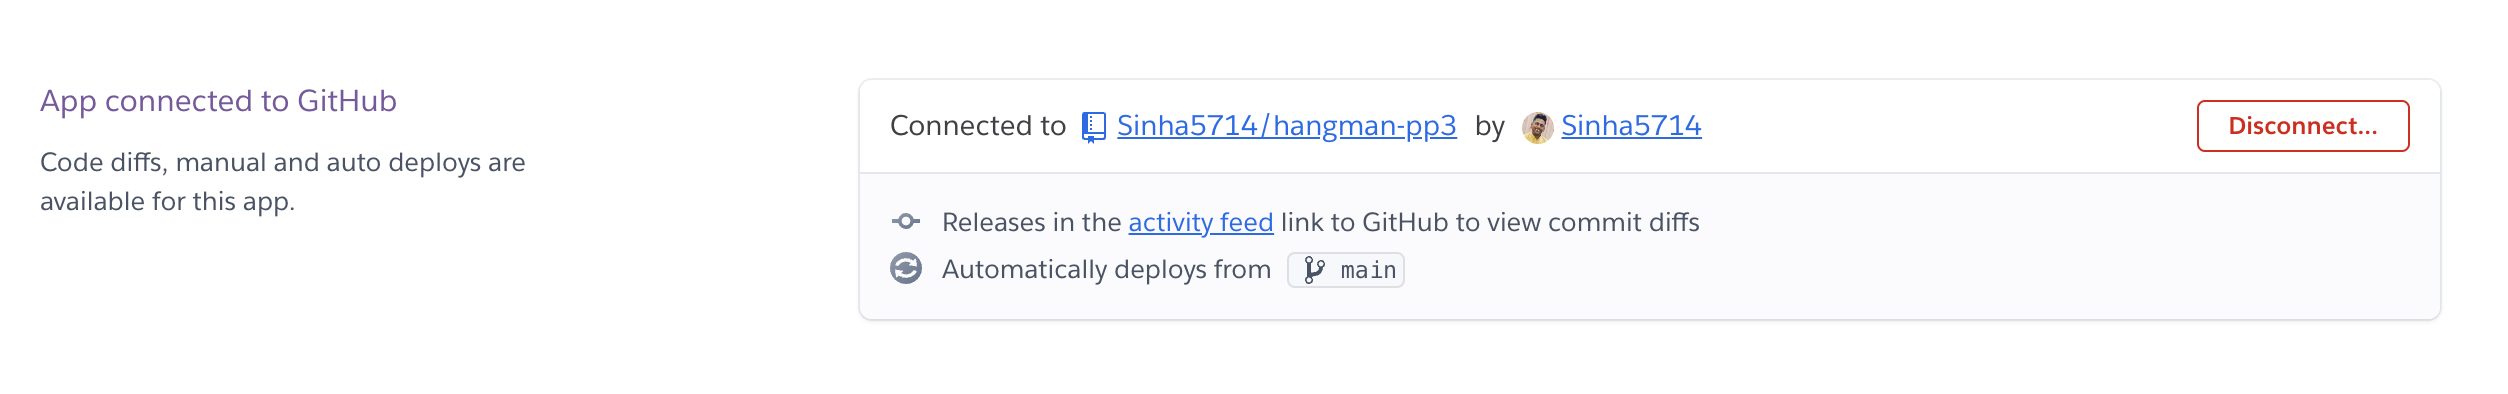 App connected to GitHub
Code diffs, manual and auto deploys are
available for this app.
Connected to Sinha5714/hangman-pp3 by Sinha5714
Disconnect...
Releases in the activity feed link to GitHub to view commit diffs
Automatically deploys from main